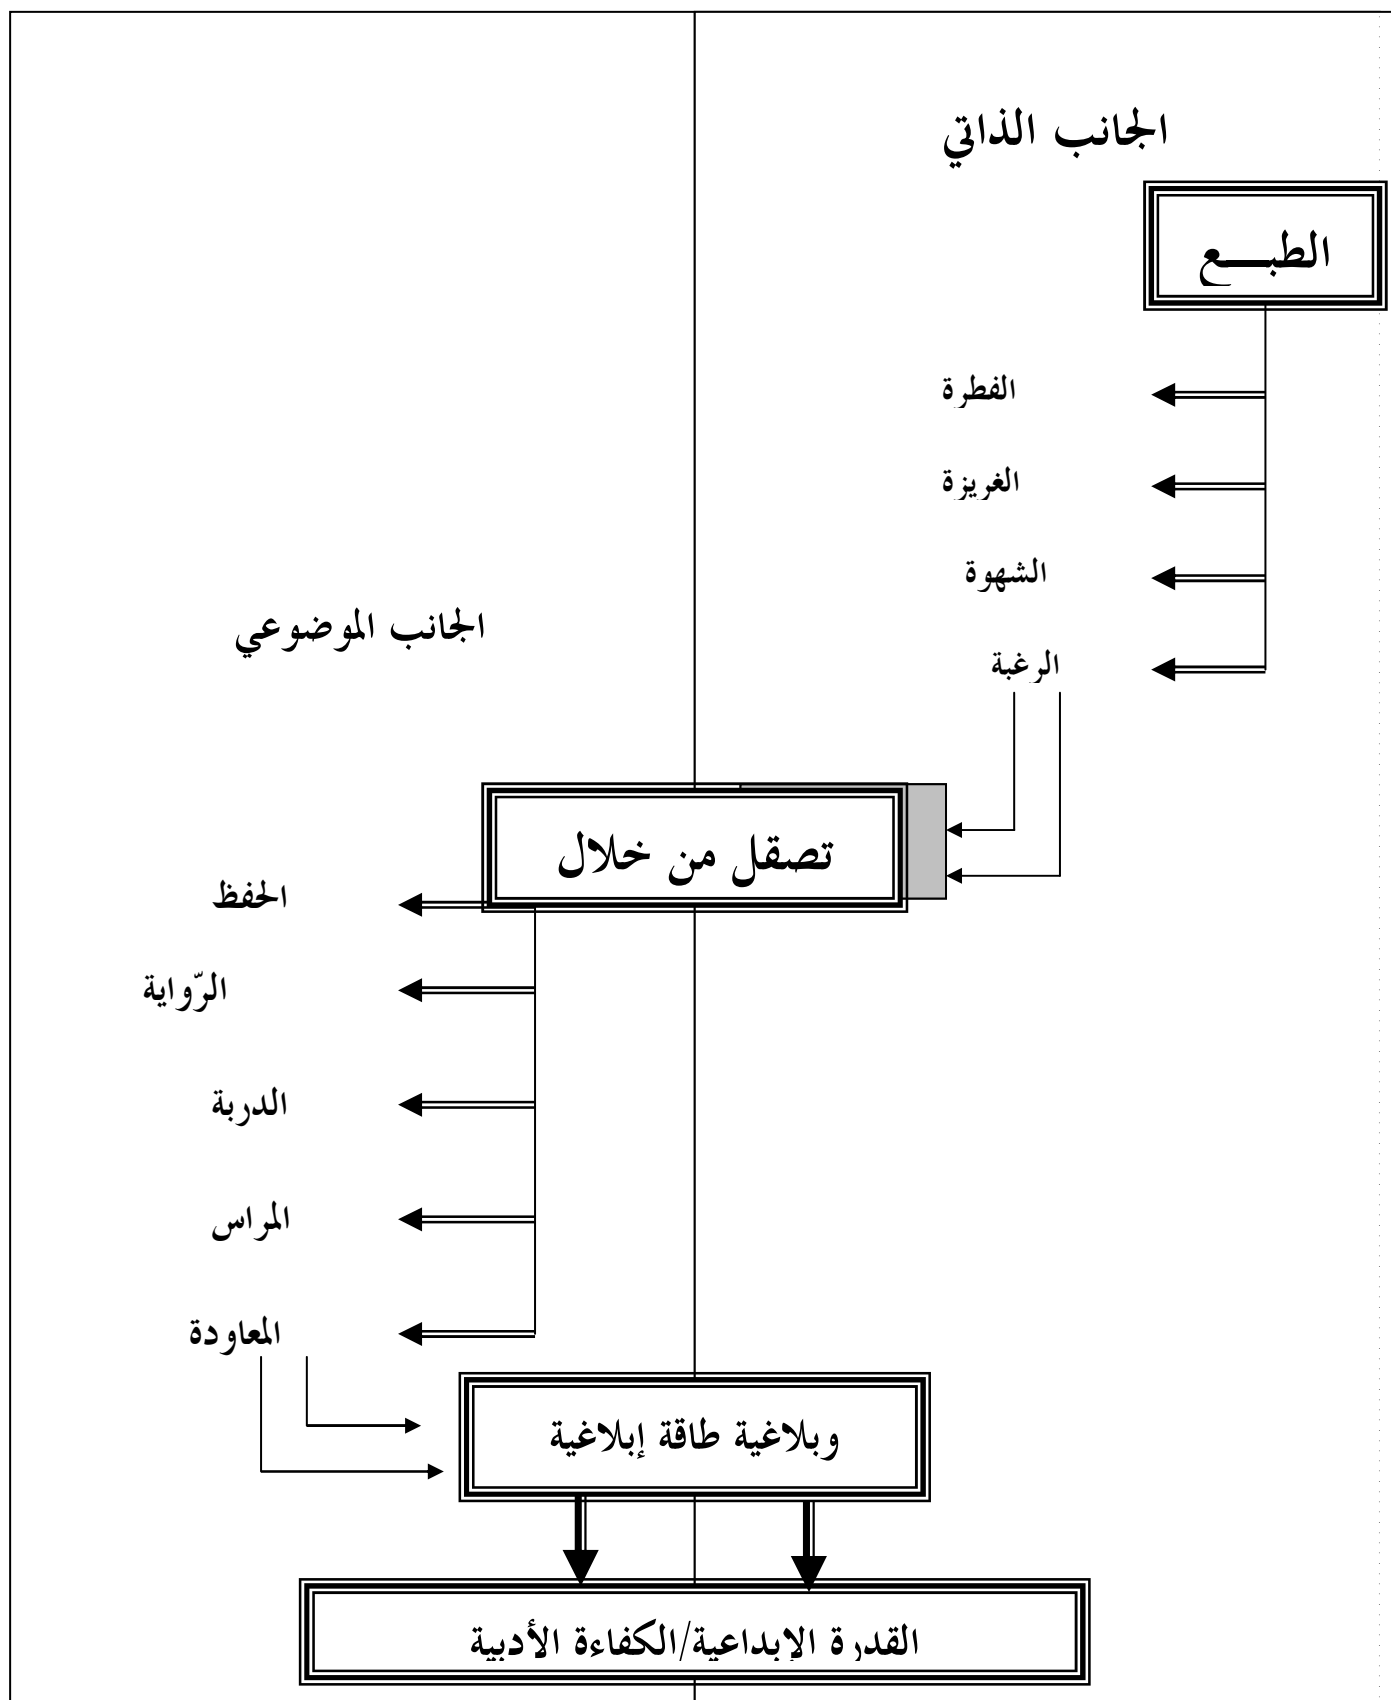 الجانب الذاتي
الطبـــع
الفطرة
الغريزة
الشهوة
الرغبة
الجانب الموضوعي
تصقل من خلال
الحفظ
الرّواية
الدربة
المراس
المعاودة
وبلاغية طاقة إبلاغية
القدرة الإبداعية/الكفاءة الأدبية